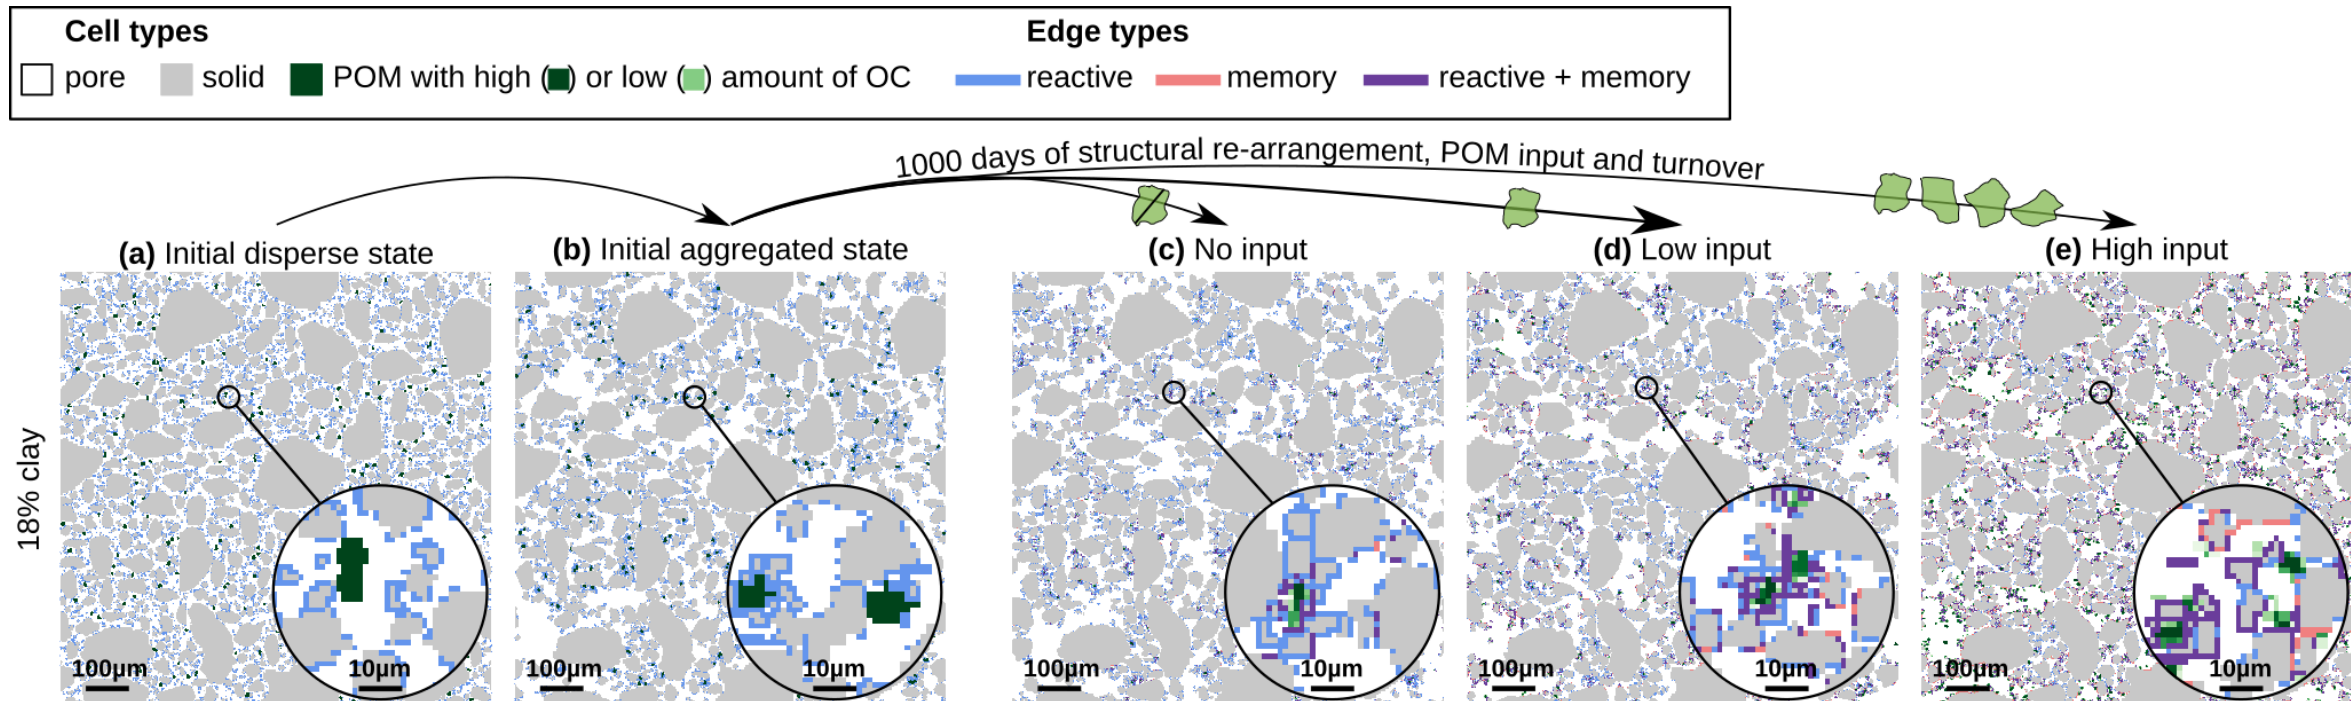 Cell types
Edge types
pore
solid
POM with high ( ) or low ( ) amount of OC
reactive
memory
reactive + memory
1000 days of structural re-arrangement, POM input and turnover
(a) Initial disperse state
(b) Initial aggregated state
(c) No input
(d) Low input
(e) High input
18% clay
100µm
10µm
100µm
10µm
100µm
10µm
100µm
10µm
100µm
10µm